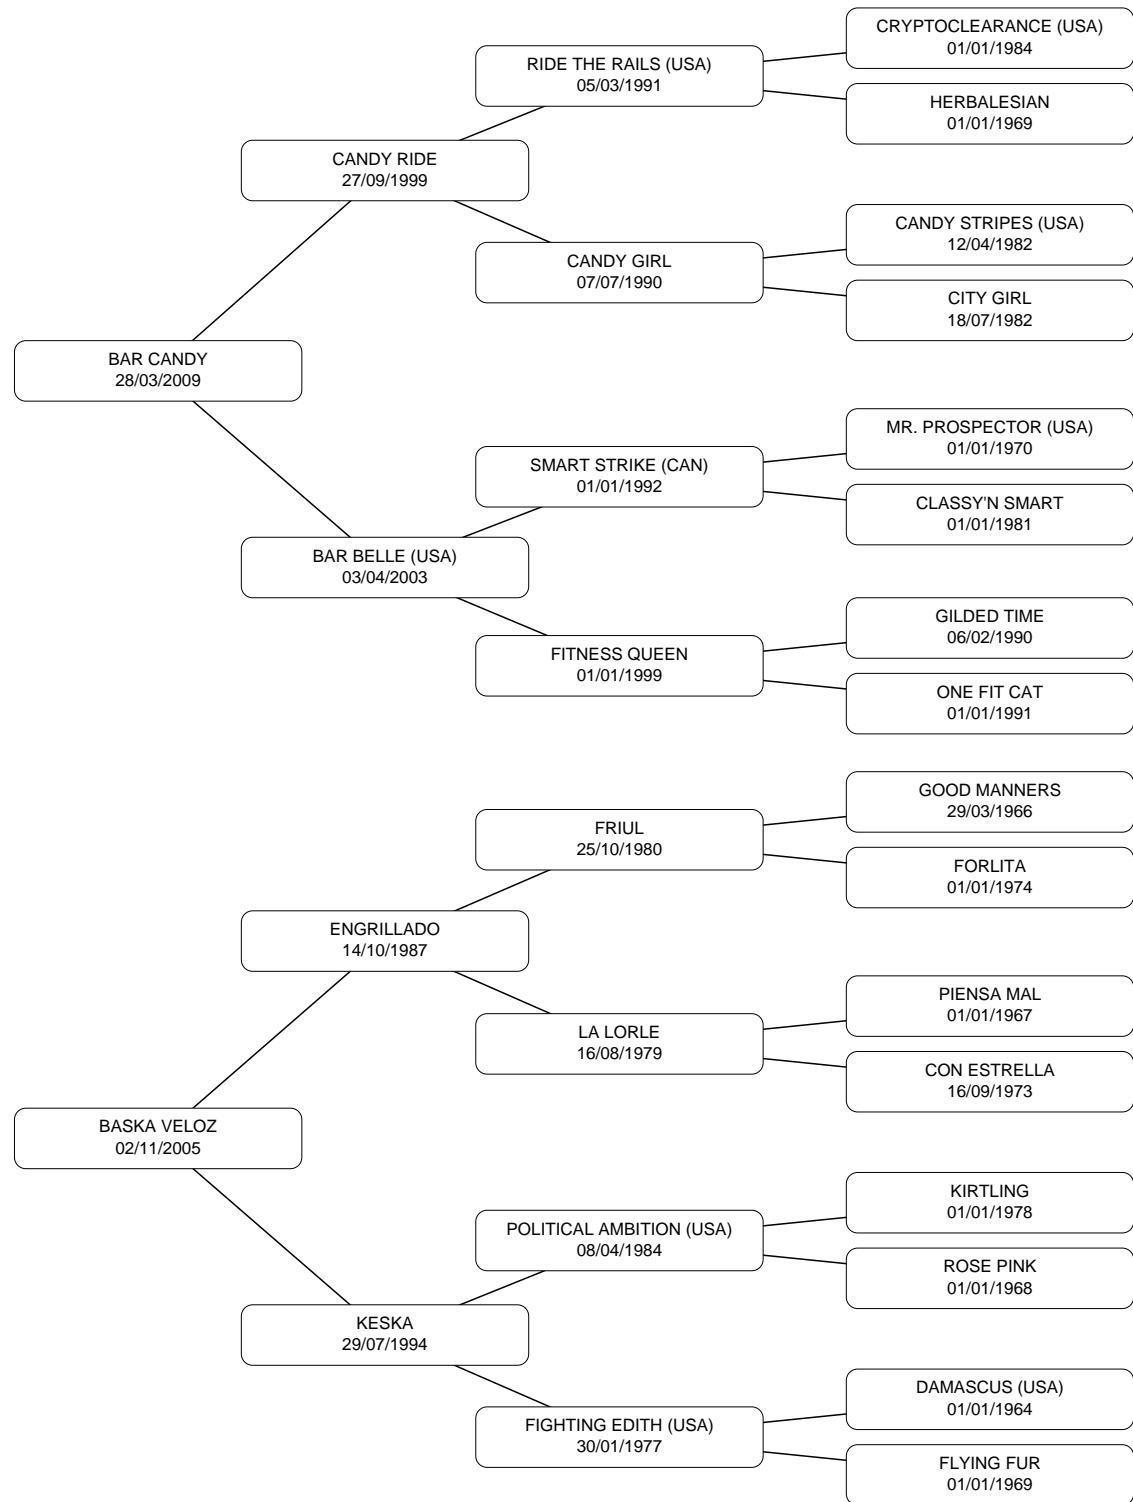 CRYPTOCLEARANCE (USA)
01/01/1984
RIDE THE RAILS (USA)
05/03/1991
HERBALESIAN
01/01/1969
CANDY RIDE
27/09/1999
CANDY STRIPES (USA)
12/04/1982
CANDY GIRL
07/07/1990
CITY GIRL
18/07/1982
BAR CANDY
28/03/2009
MR. PROSPECTOR (USA)
01/01/1970
SMART STRIKE (CAN)
01/01/1992
CLASSY'N SMART
01/01/1981
BAR BELLE (USA)
03/04/2003
GILDED TIME
06/02/1990
FITNESS QUEEN
01/01/1999
ONE FIT CAT
01/01/1991
GOOD MANNERS
29/03/1966
FRIUL
25/10/1980
FORLITA
01/01/1974
ENGRILLADO
14/10/1987
PIENSA MAL
01/01/1967
LA LORLE
16/08/1979
CON ESTRELLA
16/09/1973
BASKA VELOZ
02/11/2005
KIRTLING
01/01/1978
POLITICAL AMBITION (USA)
08/04/1984
ROSE PINK
01/01/1968
KESKA
29/07/1994
DAMASCUS (USA)
01/01/1964
FIGHTING EDITH (USA)
30/01/1977
FLYING FUR
01/01/1969